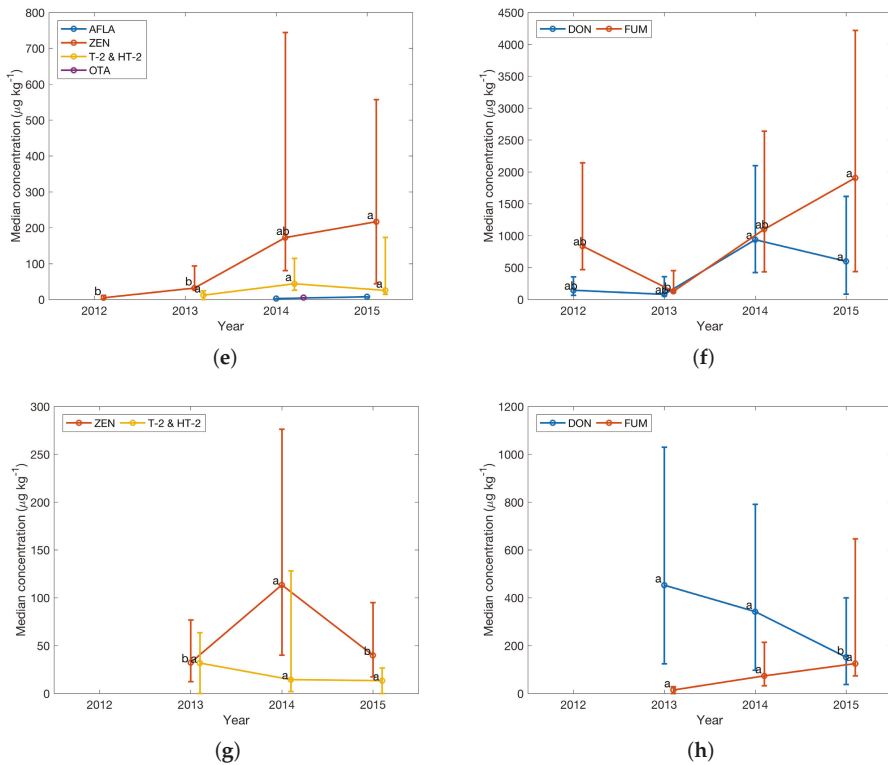 800
700
600
500
400
300
200
100
0
Median concentration (μg kg⁻¹)
AFLA
ZEN
T-2 & HT-2
OTA
b
b
a
ab
a
a
a
2012 2013 2014 2015
Year
(e)
4500
4000
3500
3000
2500
2000
1500
1000
500
0
Median concentration (μg kg⁻¹)
DON FUM
ab
ab
ab
b
a
ab
a
a
2012 2013 2014 2015
Year
(f)
300
250
200
150
100
50
0
Median concentration (μg kg⁻¹)
ZEN T-2 & HT-2
b a
a
a
b
a
2012 2013 2014 2015
Year
(g)
1200
1000
800
600
400
200
0
Median concentration (μg kg⁻¹)
DON FUM
a
a
a
a
b
a
2012 2013 2014 2015
Year
(h)